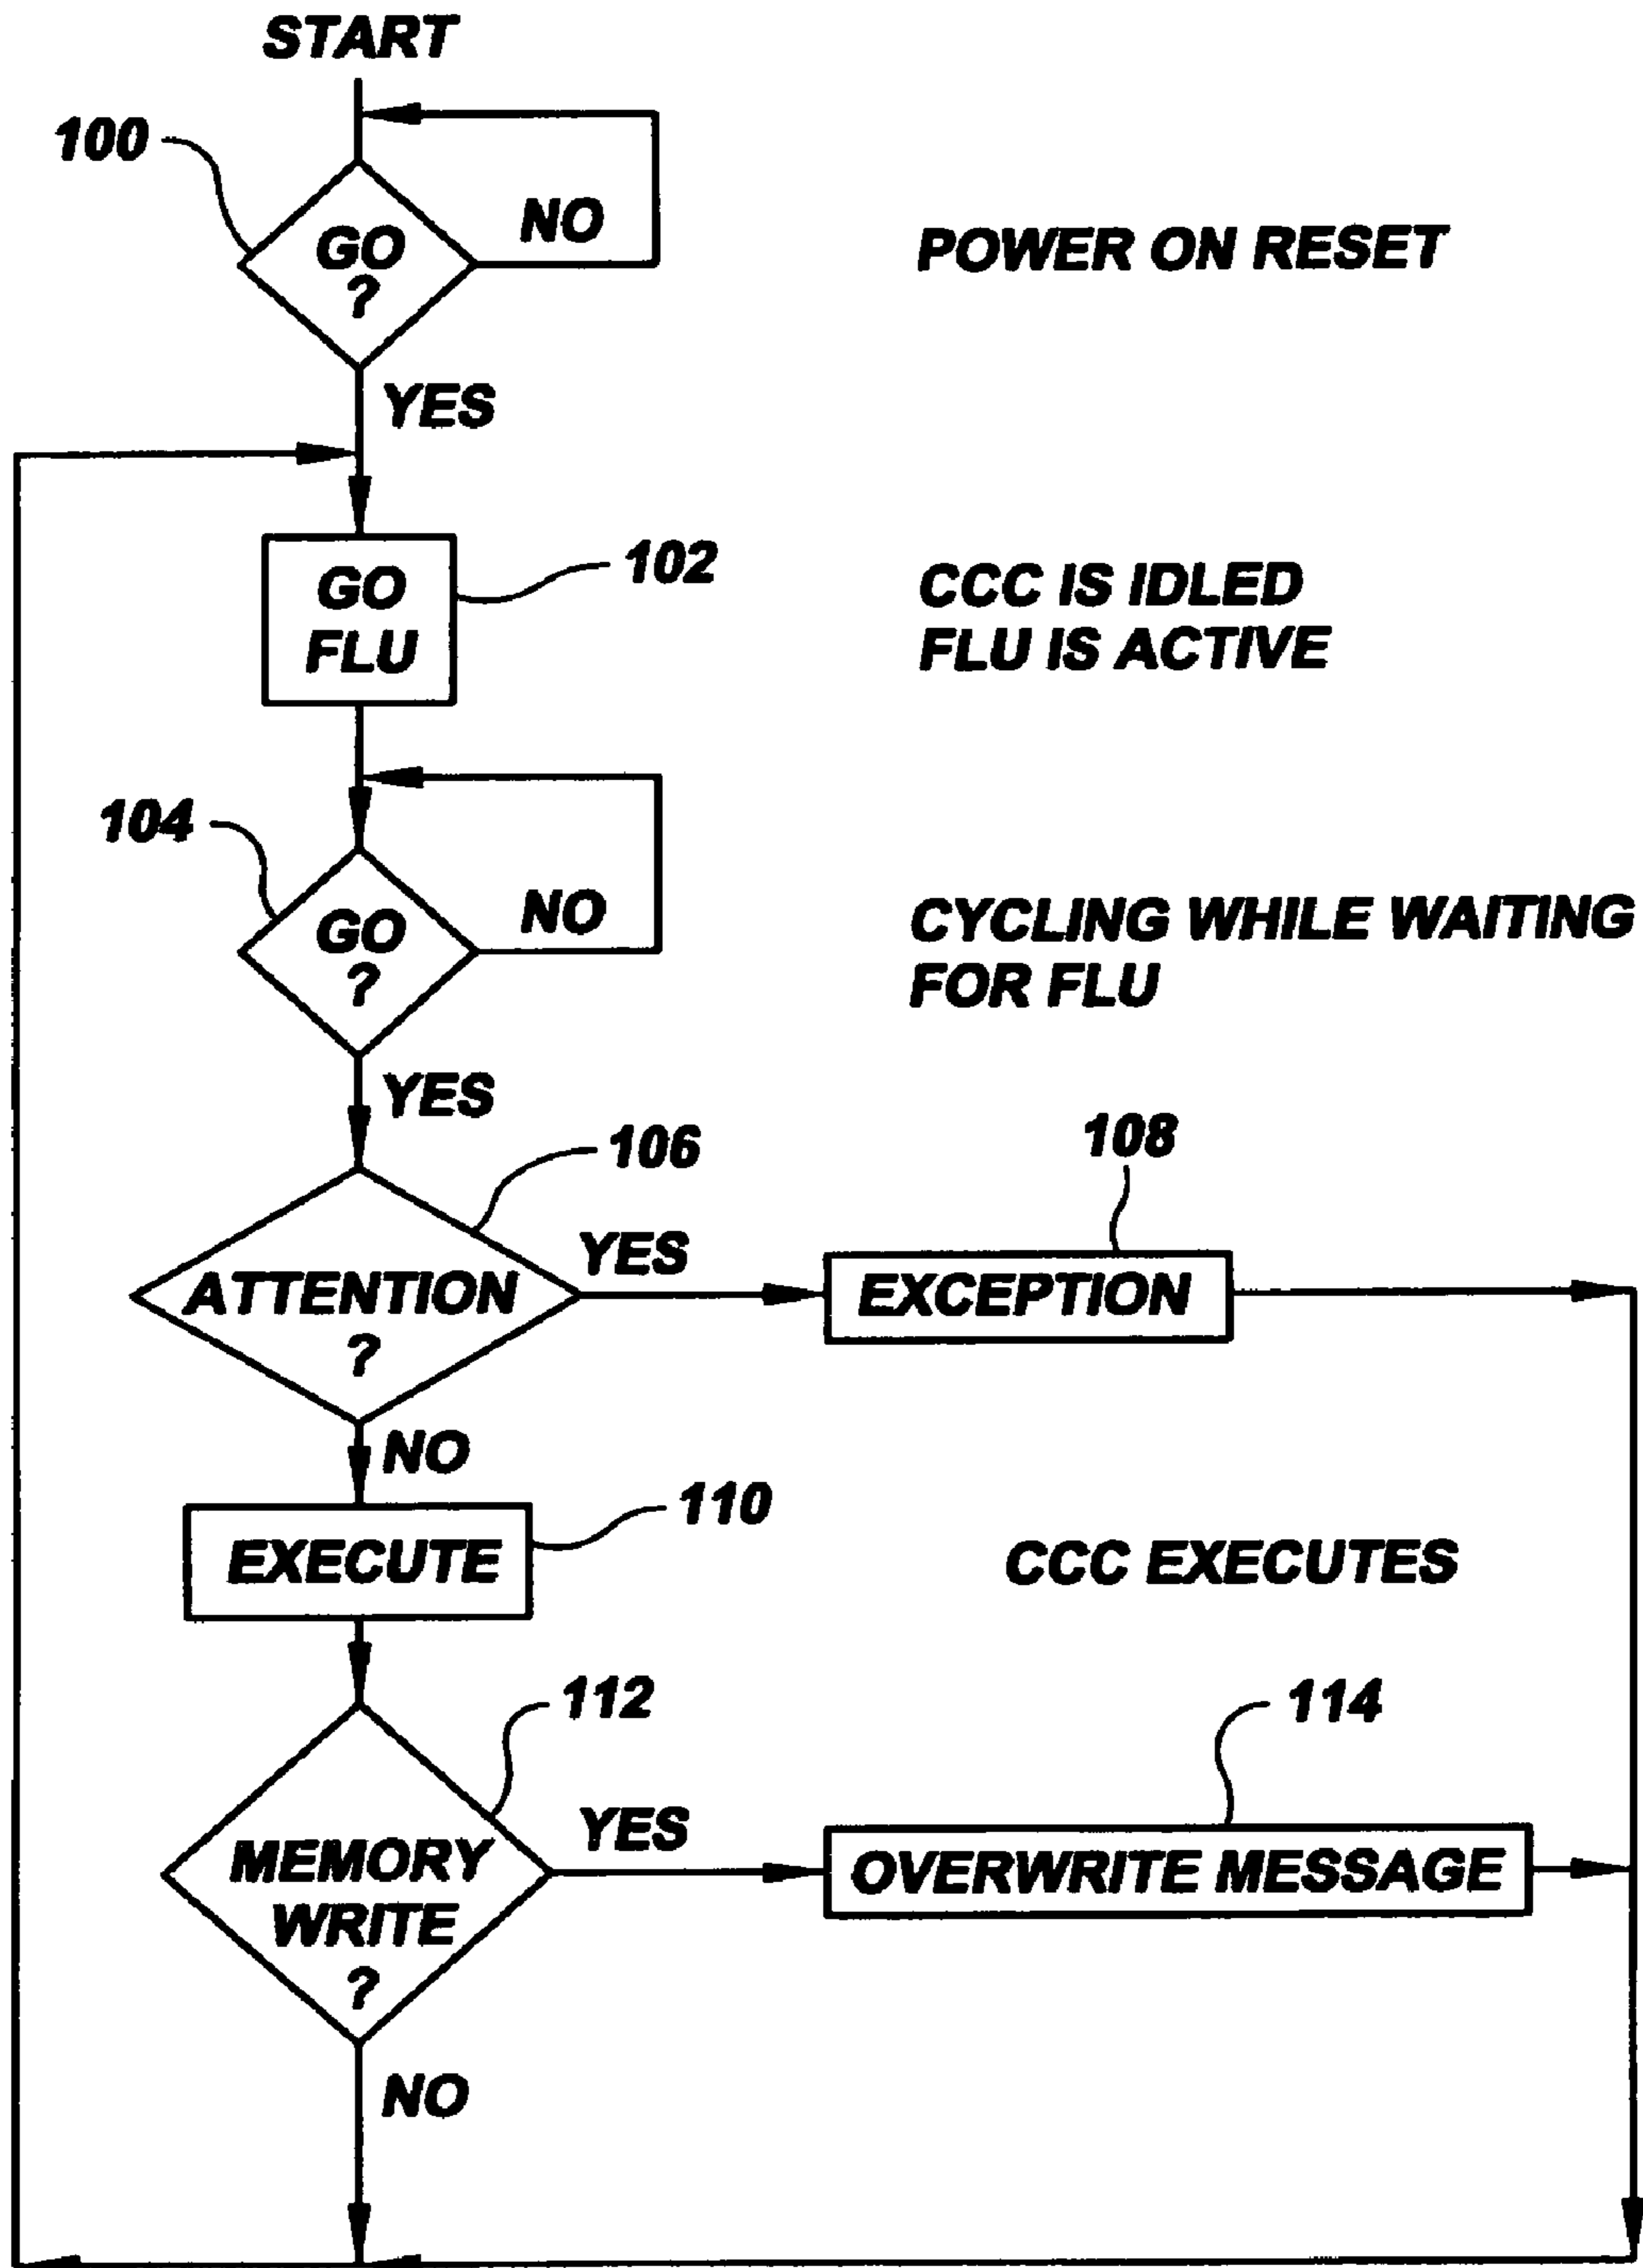 START
100
GO
?
NO
POWER ON RESET
YES
GO
FLU
102
CCC IS IDLED
FLU IS ACTIVE
104
GO
?
NO
CYCLING WHILE WAITING
FOR FLU
YES
106
108
ATTENTION
?
YES
EXCEPTION
NO
110
EXECUTE
CCC EXECUTES
112
114
MEMORY
WRITE
?
YES
OVERWRITE MESSAGE
NO